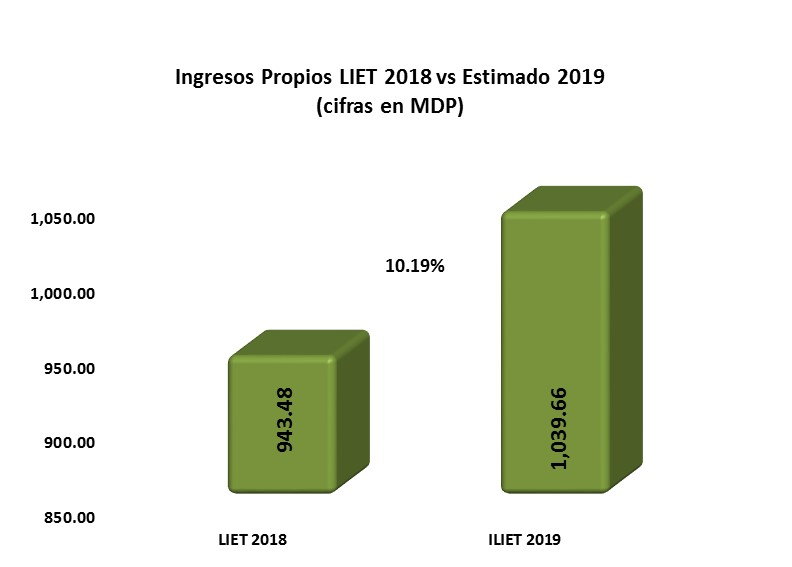 Ingresos Propios LIET 2018 vs Estimado 2019
(cifras en MDP)
1,050.00
1,000.00
950.00
900.00
850.00
10.19%
943.48
1,039.66
LIET 2018
ILIET 2019